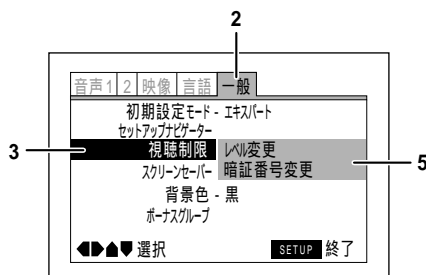 2
音声1 2 映像 言語 一般
初期設定モード - エキスパート
セットアップナビゲーター
3 視聴制限 レベル変更
スクリーンセーバー 暗証番号変更 5
背景色 - 黒
ボーナスグループ
選択 SETUP 終了